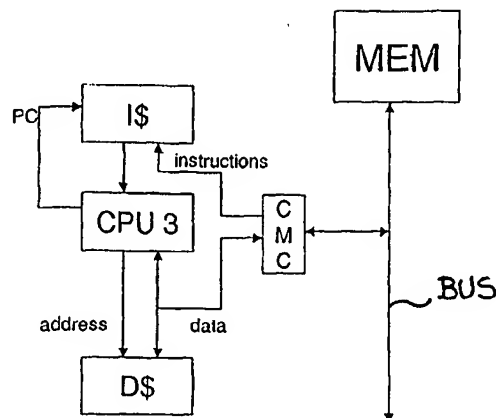 MEM
PC
I$
instructions
CPU 3
C
M
C
BUS
address
data
D$